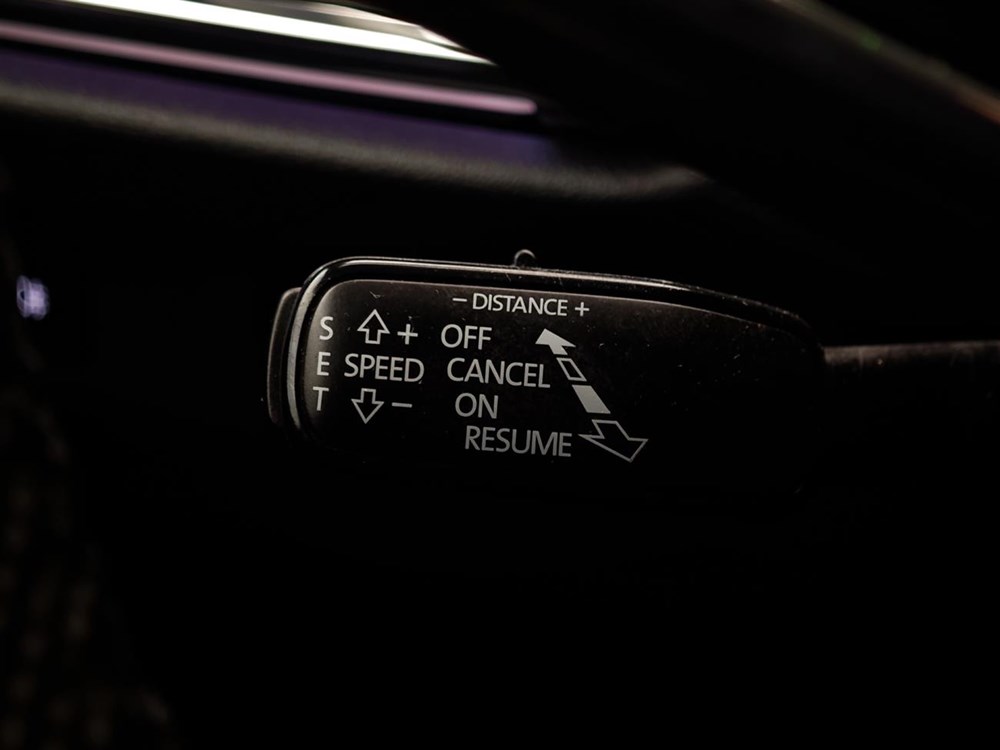 − DISTANCE +
S + OFF
E SPEED CANCEL
T − ON
RESUME